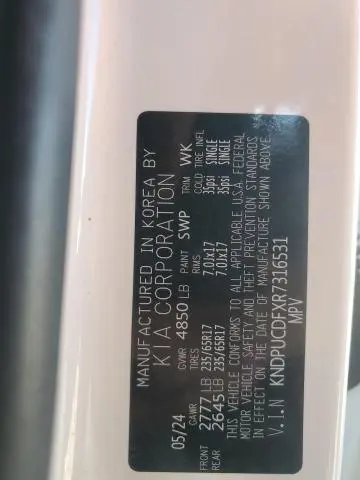 MANUFACTURED IN KOREA BY
KIA CORPORATION
05/24 GVWR 4850 LB PAINT SWP TRIM WK
GAWR TIRES RIMS COLD TIRE INFL
FRONT 2777 LB 235/65R17 7.0Jx17 35psi SINGLE
REAR 2645 LB 235/65R17 7.0Jx17 35psi SINGLE
THIS VEHICLE CONFORMS TO ALL APPLICABLE U.S.A. FEDERAL
MOTOR VEHICLE SAFETY AND THEFT PREVENTION STANDARDS
IN EFFECT ON THE DATE OF MANUFACTURE SHOWN ABOVE.
V.I.N KNDPUCDFXR7316531
MPV